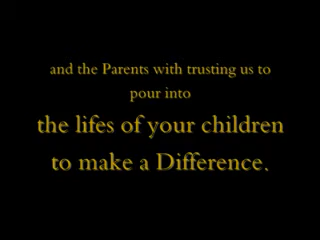 and the Parents with trusting us to
pour into
the lifes of your children
to make a Difference.